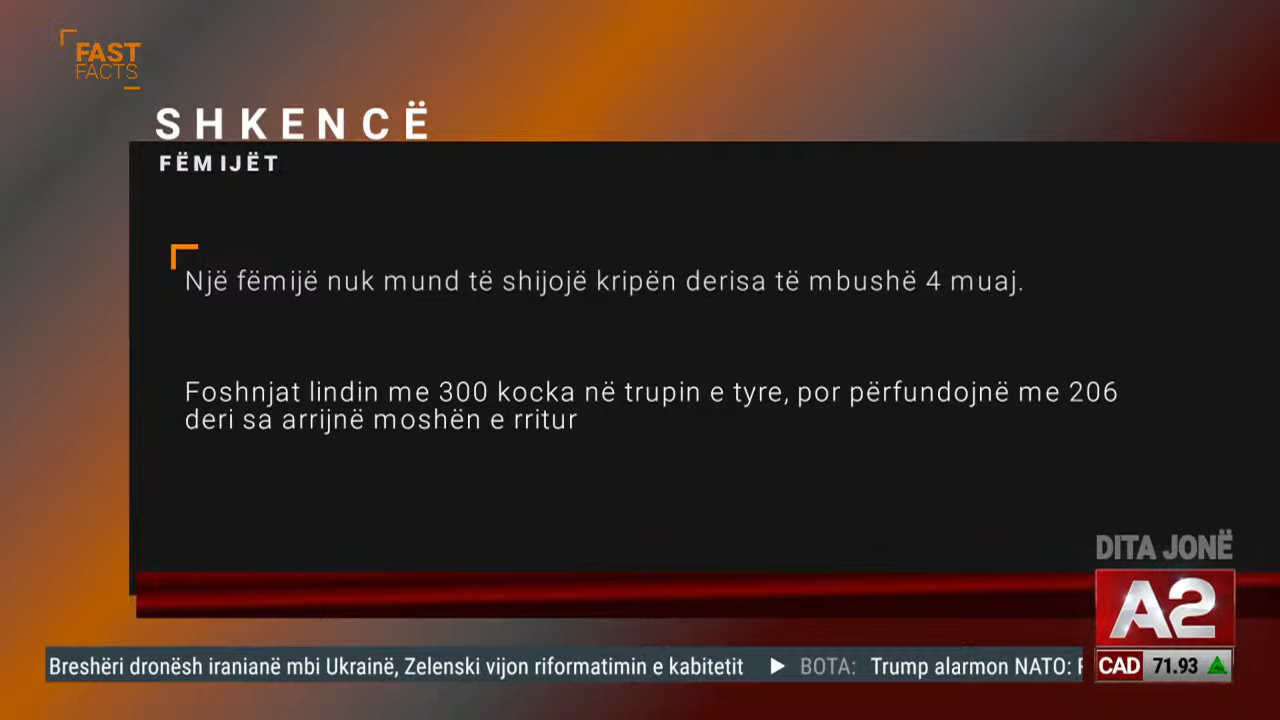 FAST
FACTS
SHKENCË
FËMIJËT
Një fëmijë nuk mund të shijojë kripën derisa të mbushë 4 muaj.
Foshnjat lindin me 300 kocka në trupin e tyre, por përfundojnë me 206
deri sa arrijnë moshën e rritur
DITA JONË
A2
CAD 71.93
Breshëri dronësh iranianë mbi Ukrainë, Zelenski vijon riformatimin e kabitetit BOTA: Trump alarmon NATO: